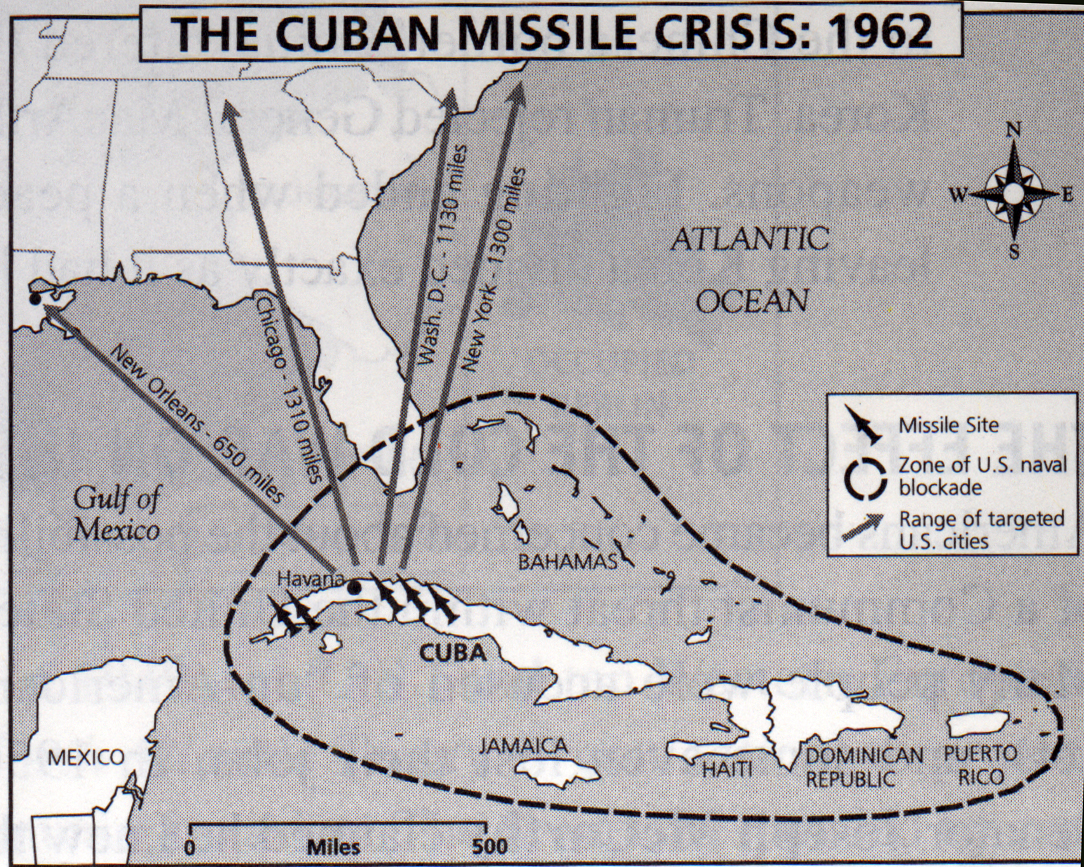 THE CUBAN MISSILE CRISIS: 1962
N
W
E
S
ATLANTIC
OCEAN
Wash. D.C. - 1130 miles
New York - 1300 miles
Chicago - 1310 miles
New Orleans - 650 miles
Gulf of
Mexico
Missile Site
Zone of U.S. naval
blockade
Range of targeted
U.S. cities
BAHAMAS
Havana
CUBA
MEXICO
JAMAICA
HAITI
DOMINICAN
REPUBLIC
PUERTO
RICO
0 Miles 500